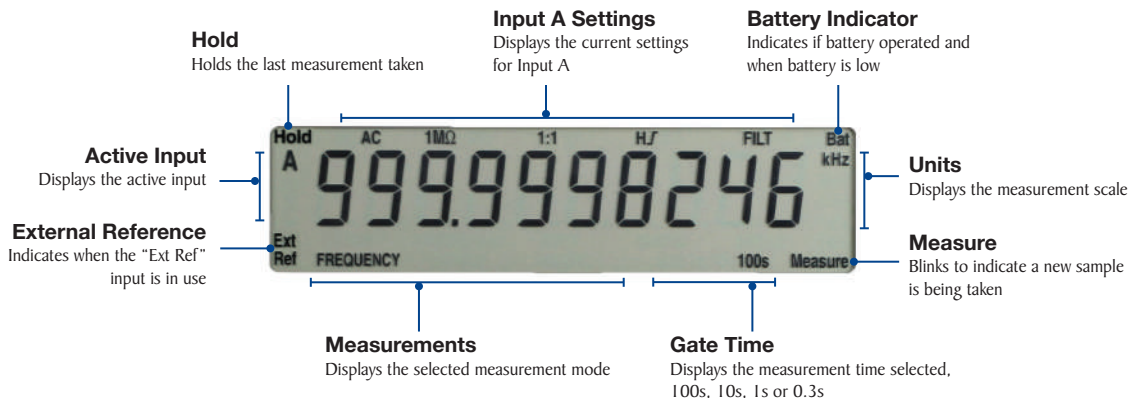 Hold
Holds the last measurement taken
Input A Settings
Displays the current settings
for Input A
Battery Indicator
Indicates if battery operated and
when battery is low
Active Input
Displays the active input
External Reference
Indicates when the “Ext Ref”
input is in use
Hold AC 1MΩ 1:1 H⎍ FILT Bat
A 999.9998246 kHz
Ext
Ref FREQUENCY 100s Measure
Units
Displays the measurement scale
Measure
Blinks to indicate a new sample
is being taken
Measurements
Displays the selected measurement mode
Gate Time
Displays the measurement time selected,
100s, 10s, 1s or 0.3s